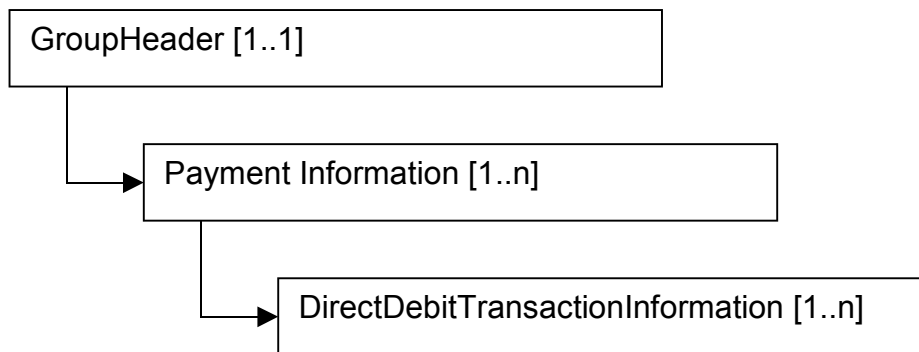 GroupHeader [1..1]
Payment Information [1..n]
DirectDebitTransactionInformation [1..n]